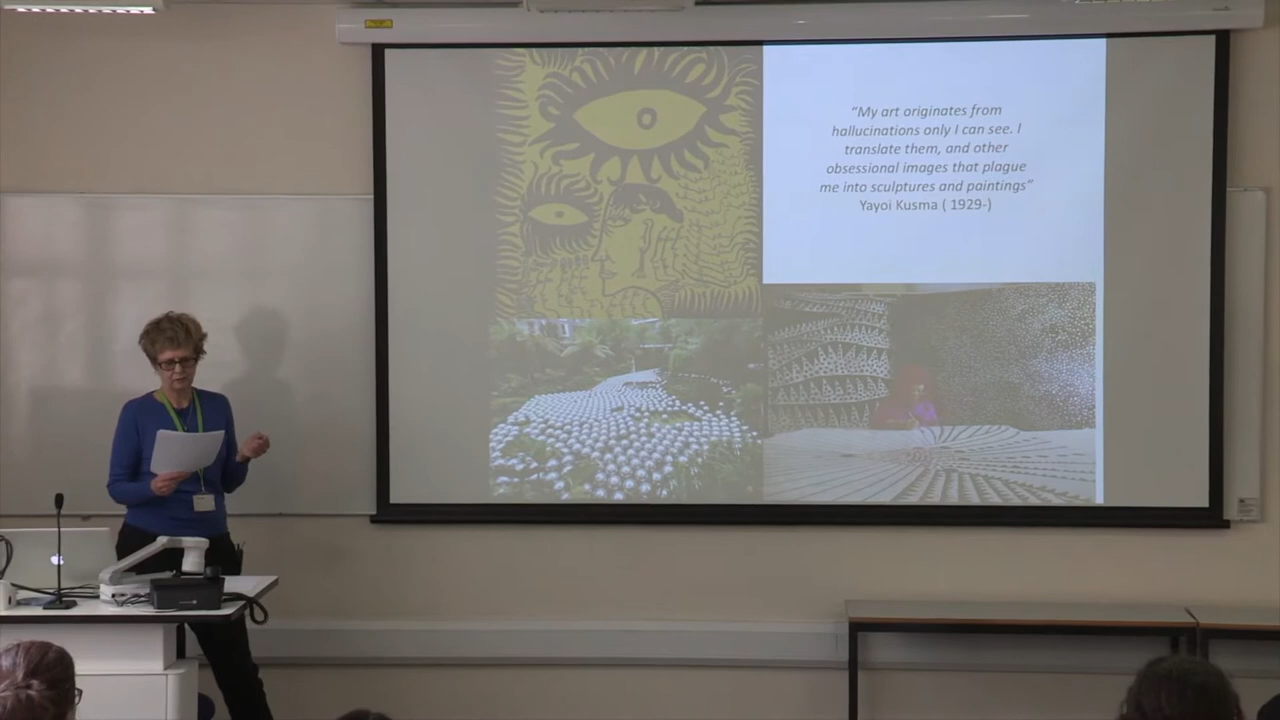 “My art originates from
hallucinations only I can see. I
translate them, and other
obsessional images that plague
me into sculptures and paintings”
Yayoi Kusma ( 1929-)